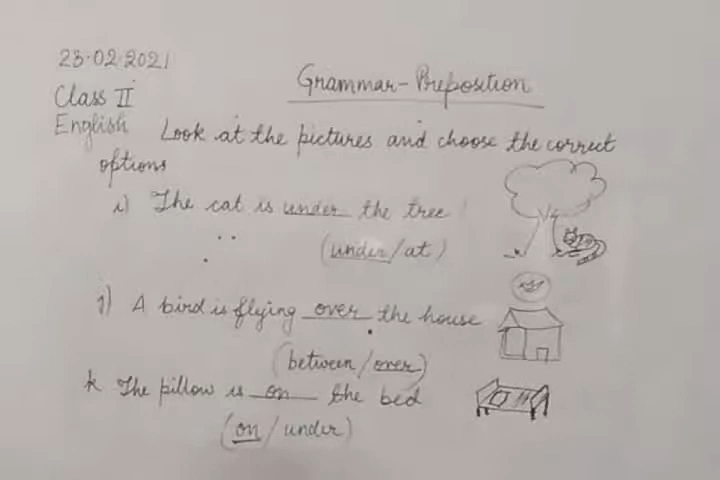 23.02.2021
Grammar-Preposition
Class II
English Look at the pictures and choose the correct
options
i) The cat is under the tree
(under/at)
j) A bird is flying over the house
(between/over)
k The pillow is on the bed
(on/under)